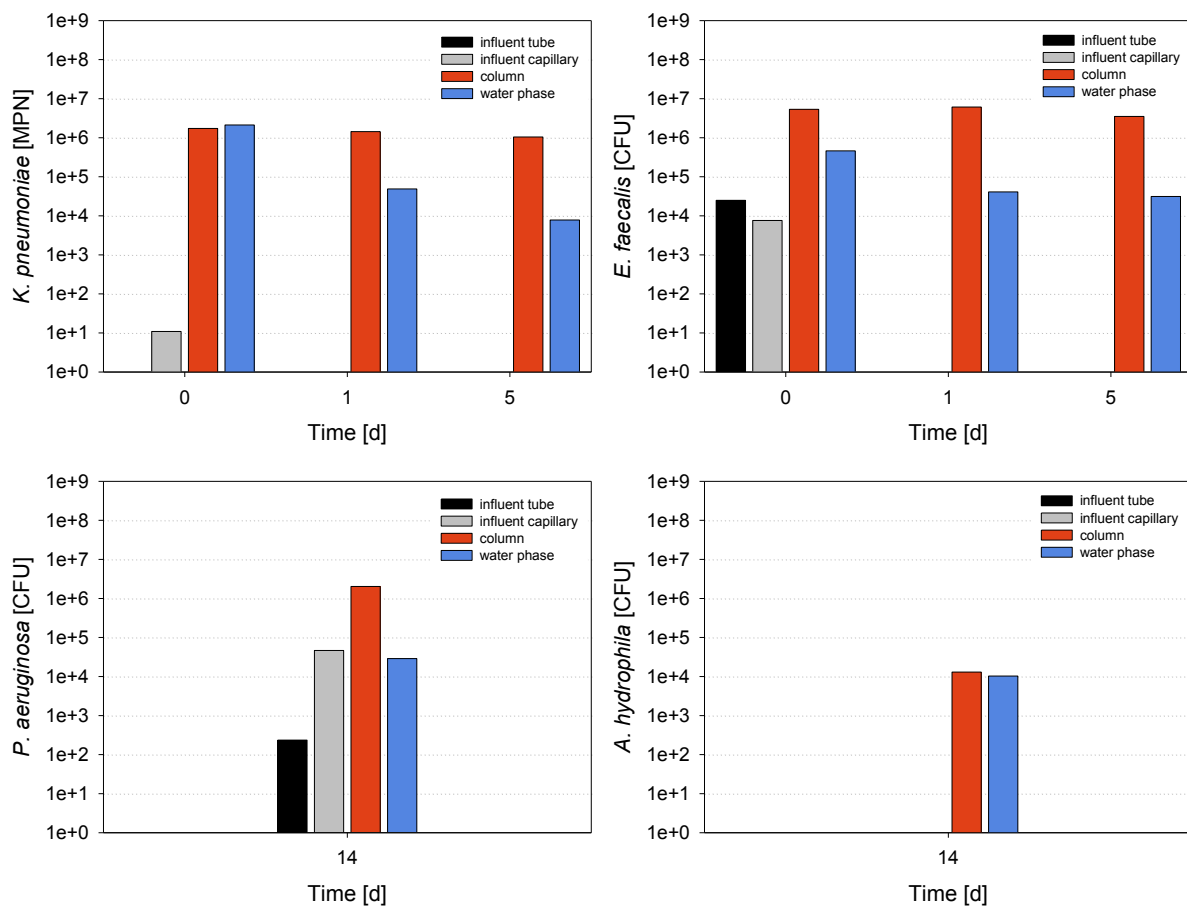 K. pneumoniae [MPN]
1e+9
1e+8
1e+7
1e+6
1e+5
1e+4
1e+3
1e+2
1e+1
1e+0
influent tube
influent capillary
column
water phase
0 1 5
Time [d]
E. faecalis [CFU]
1e+9
1e+8
1e+7
1e+6
1e+5
1e+4
1e+3
1e+2
1e+1
1e+0
influent tube
influent capillary
column
water phase
0 1 5
Time [d]
P. aeruginosa [CFU]
1e+9
1e+8
1e+7
1e+6
1e+5
1e+4
1e+3
1e+2
1e+1
1e+0
influent tube
influent capillary
column
water phase
14
Time [d]
A. hydrophila [CFU]
1e+9
1e+8
1e+7
1e+6
1e+5
1e+4
1e+3
1e+2
1e+1
1e+0
influent tube
influent capillary
column
water phase
14
Time [d]